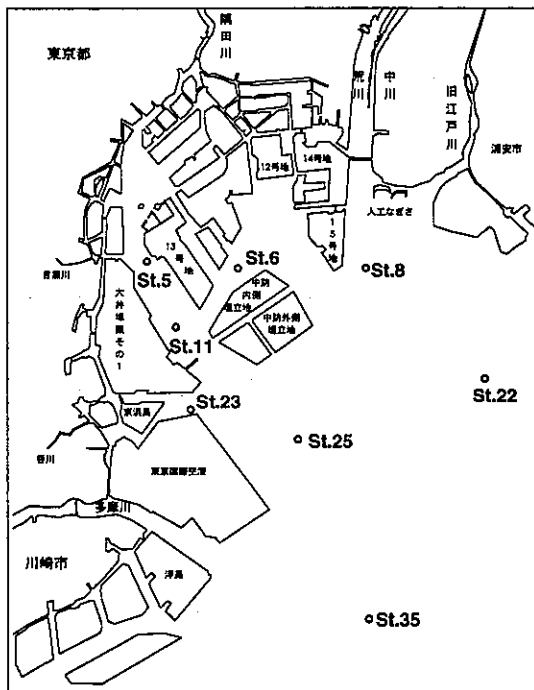 東京都
隅田川
荒川
中川
旧江戸川
浦安市
12号地
14号地
人工なぎさ
15号地
13号地
St.5
St.6
St.8
中防
内側
埋立地
中防外側
埋立地
大井埠頭その1
St.11
St.22
St.23
京浜島
St.25
東京国際空港
多摩川
川崎市
浮島
St.35